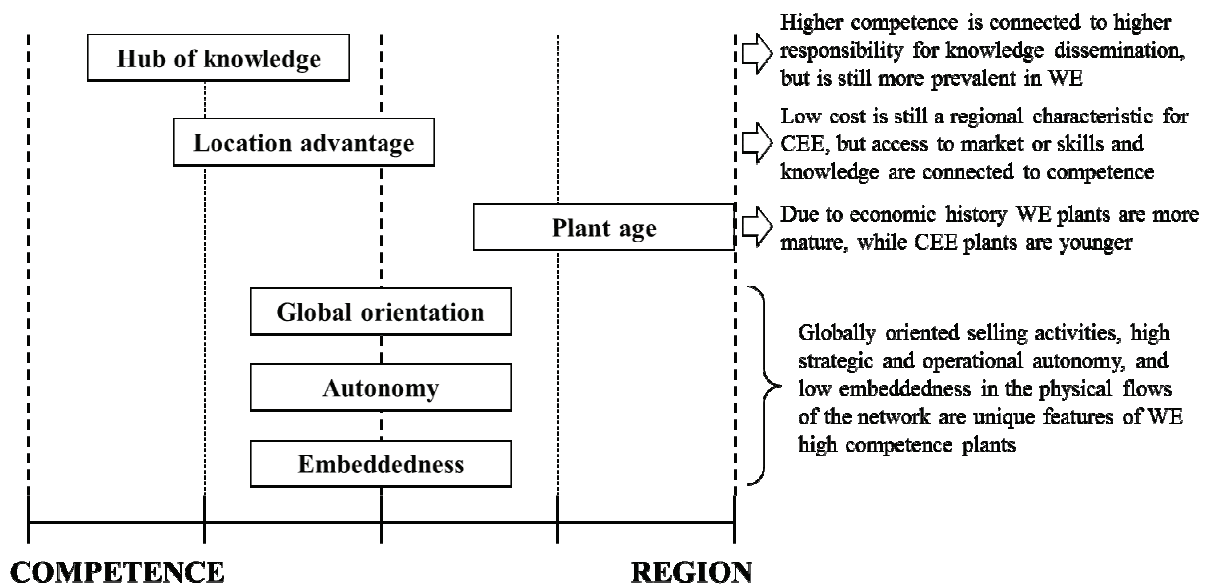 Hub of knowledge
Higher competence is connected to higher
responsibility for knowledge dissemination,
but is still more prevalent in WE
Location advantage
Low cost is still a regional characteristic for
CEE, but access to market or skills and
knowledge are connected to competence
Plant age
Due to economic history WE plants are more
mature, while CEE plants are younger
Global orientation
Autonomy
Embeddedness
Globally oriented selling activities, high
strategic and operational autonomy, and
low embeddedness in the physical flows
of the network are unique features of WE
high competence plants
COMPETENCE
REGION